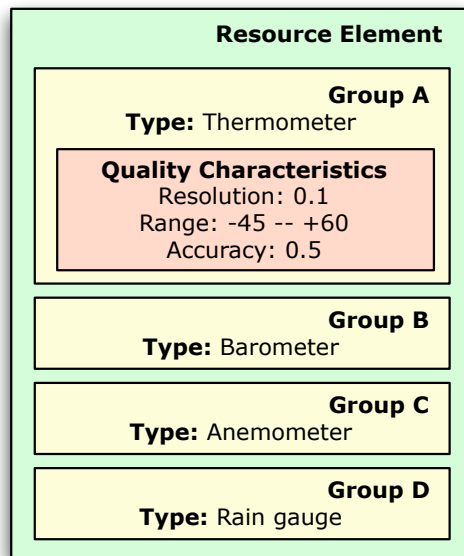 Resource Element
Group A
Type: Thermometer
Quality Characteristics
Resolution: 0.1
Range: -45 -- +60
Accuracy: 0.5
Group B
Type: Barometer
Group C
Type: Anemometer
Group D
Type: Rain gauge